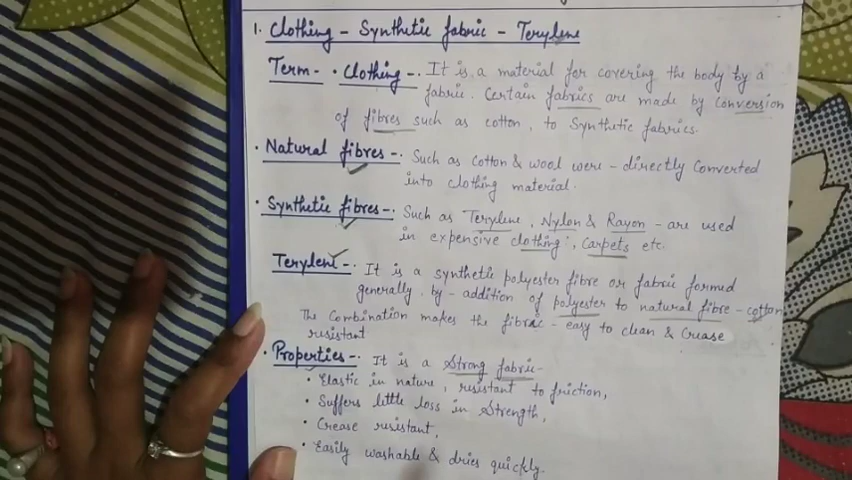 1. Clothing - Synthetic fabric - Terylene
Term- • Clothing -. It is a material for covering the body by a
fabric. Certain fabrics are made by conversion
of fibres such as cotton, to synthetic fabrics.
• Natural fibres -. Such as cotton & wool were - directly converted
into clothing material.
• Synthetic fibres -. Such as Terylene, Nylon & Rayon - are used
in expensive clothing, carpets etc.
Terylene -. It is a synthetic polyester fibre or fabric formed
generally by - addition of polyester to natural fibre - cotton
The Combination makes the fibric - easy to clean & Crease
resistant
• Properties -. It is a Strong fabric -
• Elastic in nature, resistant to friction,
• Suffers little loss in strength,
• Crease resistant,
• Easily washable & dries quickly.